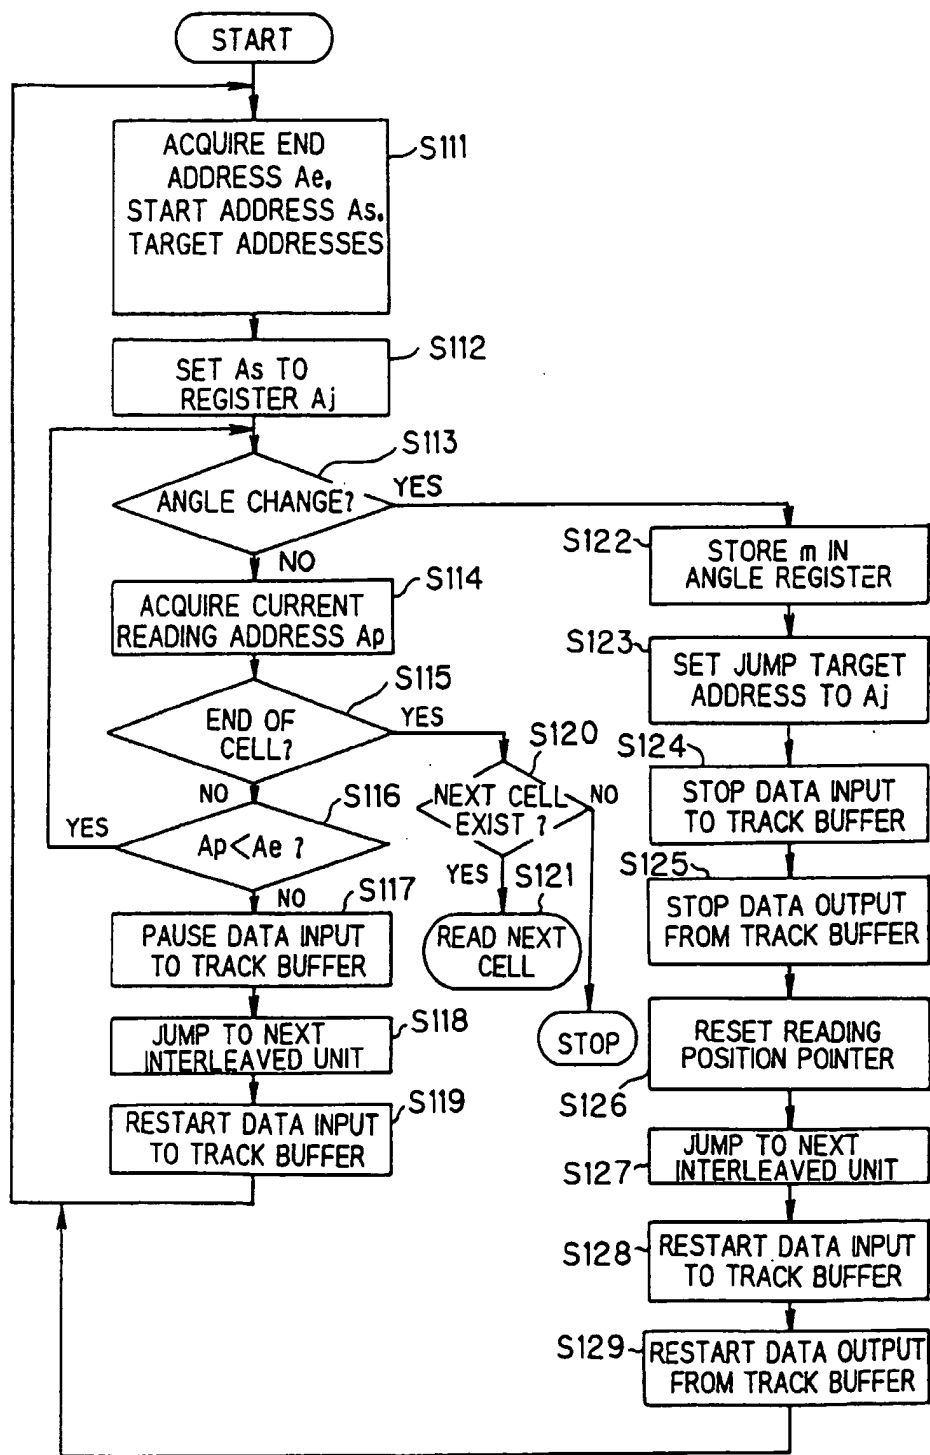 START
ACQUIRE END
ADDRESS Ae,
START ADDRESS As.
TARGET ADDRESSES
S111
SET As TO
REGISTER Aj
S112
ANGLE CHANGE?
S113
YES
NO
ACQUIRE CURRENT
READING ADDRESS Ap
S114
END OF
CELL?
S115
YES
NO
Ap<Ae ?
S116
YES
NO
PAUSE DATA INPUT
TO TRACK BUFFER
S117
JUMP TO NEXT
INTERLEAVED UNIT
S118
RESTART DATA INPUT
TO TRACK BUFFER
S119
NEXT CELL
EXIST ?
S120
NO
YES
S121
READ NEXT
CELL
STOP
S122
STORE m IN
ANGLE REGISTER
S123
SET JUMP TARGET
ADDRESS TO Aj
S124
STOP DATA INPUT
TO TRACK BUFFER
S125
STOP DATA OUTPUT
FROM TRACK BUFFER
RESET READING
POSITION POINTER
S126
JUMP TO NEXT
INTERLEAVED UNIT
S127
RESTART DATA INPUT
TO TRACK BUFFER
S128
S129
RESTART DATA OUTPUT
FROM TRACK BUFFER